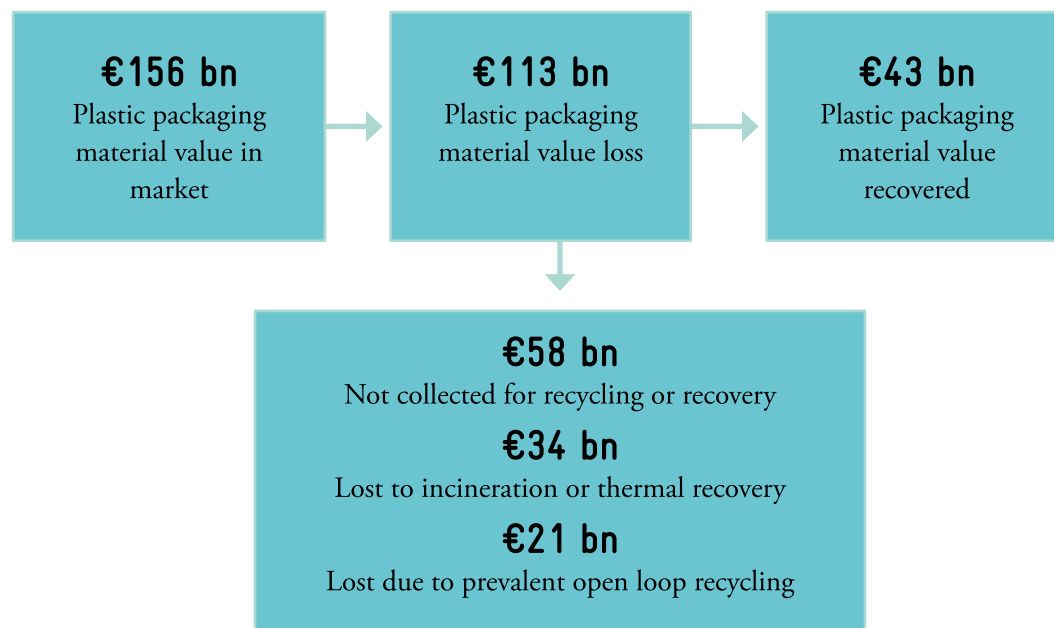 €156 bn
Plastic packaging
material value in
market
€113 bn
Plastic packaging
material value loss
€43 bn
Plastic packaging
material value
recovered
€58 bn
Not collected for recycling or recovery
€34 bn
Lost to incineration or thermal recovery
€21 bn
Lost due to prevalent open loop recycling